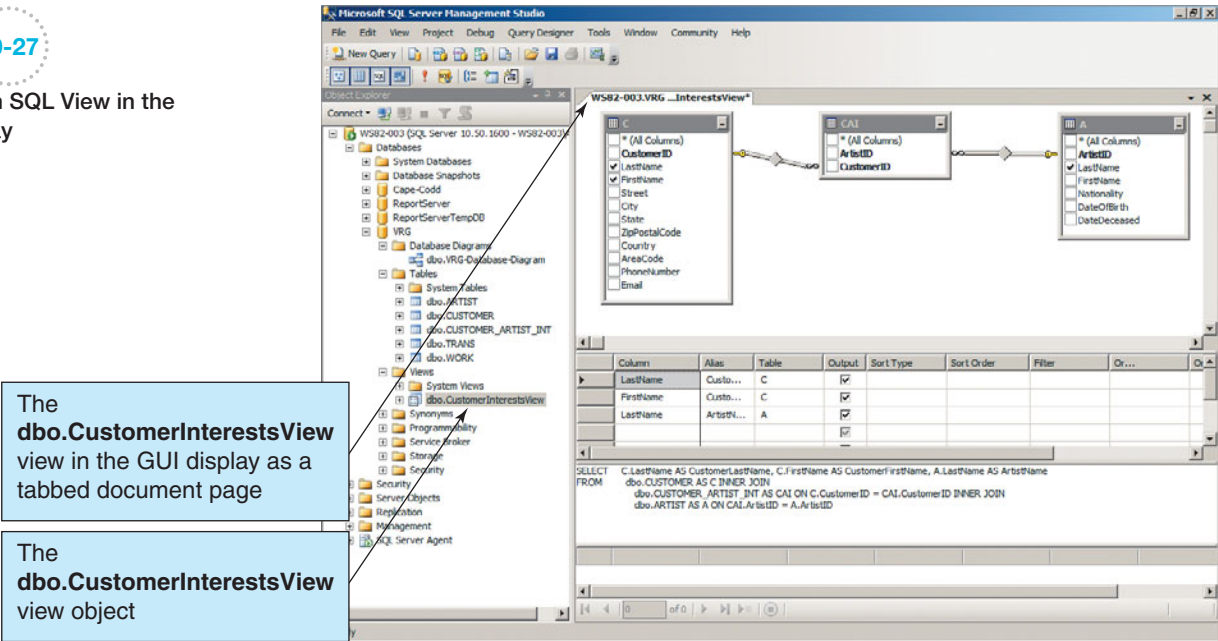 -27
SQL View in the
Microsoft SQL Server Management Studio
File Edit View Project Debug Query Designer Tools Window Community Help
New Query
Object Explorer
Connect
WS82-003 (SQL Server 10.50.1600 - WS82-003\
Databases
System Databases
Database Snapshots
Cape-Codd
ReportServer
ReportServerTempDB
VRG
Database Diagrams
dbo.VRG-Database-Diagram
Tables
System Tables
dbo.ARTIST
dbo.CUSTOMER
dbo.CUSTOMER_ARTIST_INT
dbo.TRANS
dbo.WORK
Views
System Views
dbo.CustomerInterestsView
Synonyms
Programmability
Service Broker
Storage
Security
Security
Server Objects
Replication
Management
SQL Server Agent
WS82-003.VRG ...InterestsView*
C
* (All Columns)
CustomerID
LastName
FirstName
Street
City
State
ZipPostalCode
Country
AreaCode
PhoneNumber
Email
CAI
* (All Columns)
ArtistID
CustomerID
A
* (All Columns)
ArtistID
LastName
FirstName
Nationality
DateOfBirth
DateDeceased
Column Alias Table Output Sort Type Sort Order Filter Or... Or
LastName Custo... C
FirstName Custo... C
LastName ArtistN... A
SELECT C.LastName AS CustomerLastName, C.FirstName AS CustomerFirstName, A.LastName AS ArtistName
FROM dbo.CUSTOMER AS C INNER JOIN
dbo.CUSTOMER_ARTIST_INT AS CAI ON C.CustomerID = CAI.CustomerID INNER JOIN
dbo.ARTIST AS A ON CAI.ArtistID = A.ArtistID
0 of 0
The
dbo.CustomerInterestsView
view in the GUI display as a
tabbed document page
The
dbo.CustomerInterestsView
view object